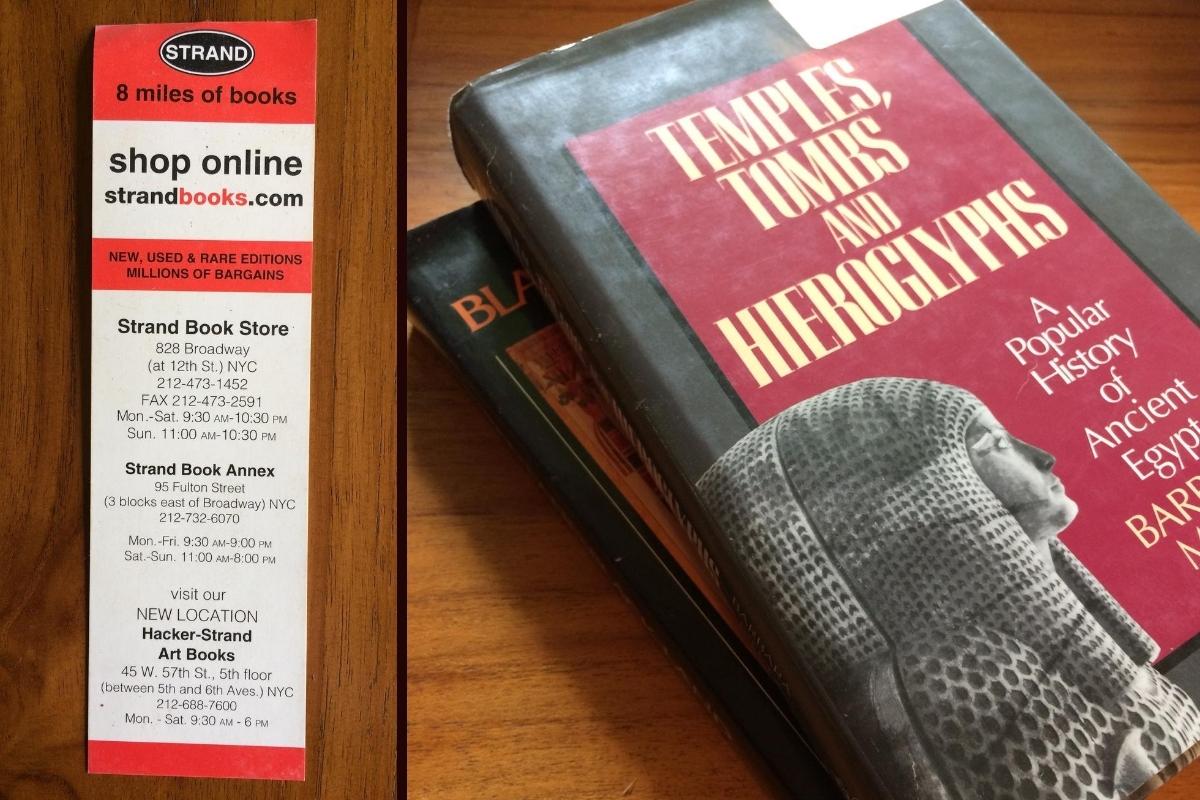 STRAND
8 miles of books
shop online
strandbooks.com
NEW, USED & RARE EDITIONS
MILLIONS OF BARGAINS
Strand Book Store
828 Broadway
(at 12th St.) NYC
212-473-1452
FAX 212-473-2591
Mon.-Sat. 9:30 AM-10:30 PM
Sun. 11:00 AM-10:30 PM
Strand Book Annex
95 Fulton Street
(3 blocks east of Broadway) NYC
212-732-6070
Mon.-Fri. 9:30 AM-9:00 PM
Sat.-Sun. 11:00 AM-8:00 PM
visit our
NEW LOCATION
Hacker-Strand
Art Books
45 W. 57th St., 5th floor
(between 5th and 6th Aves.) NYC
212-688-7600
Mon. - Sat. 9:30 AM - 6 PM
TEMPLES,
TOMBS
AND
HIEROGLYPHS
A
Popular
History
of
Ancient
Egypt
BARB
M
BLA